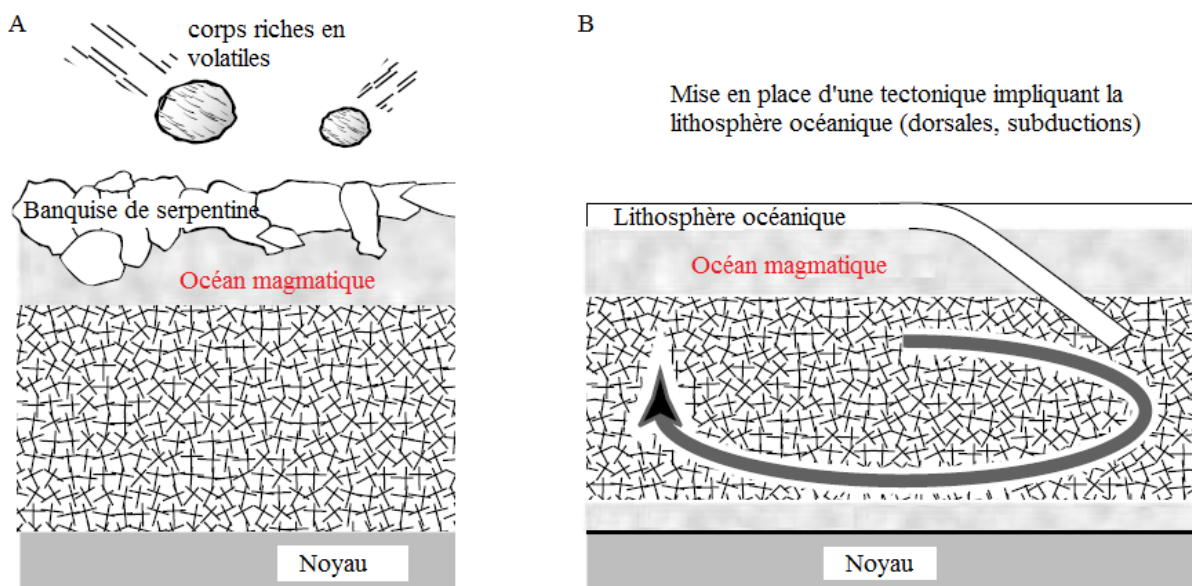 A
corps riches en
volatiles
Banquise de serpentine
Océan magmatique
Noyau
B
Mise en place d'une tectonique impliquant la
lithosphère océanique (dorsales, subductions)
Lithosphère océanique
Océan magmatique
Noyau